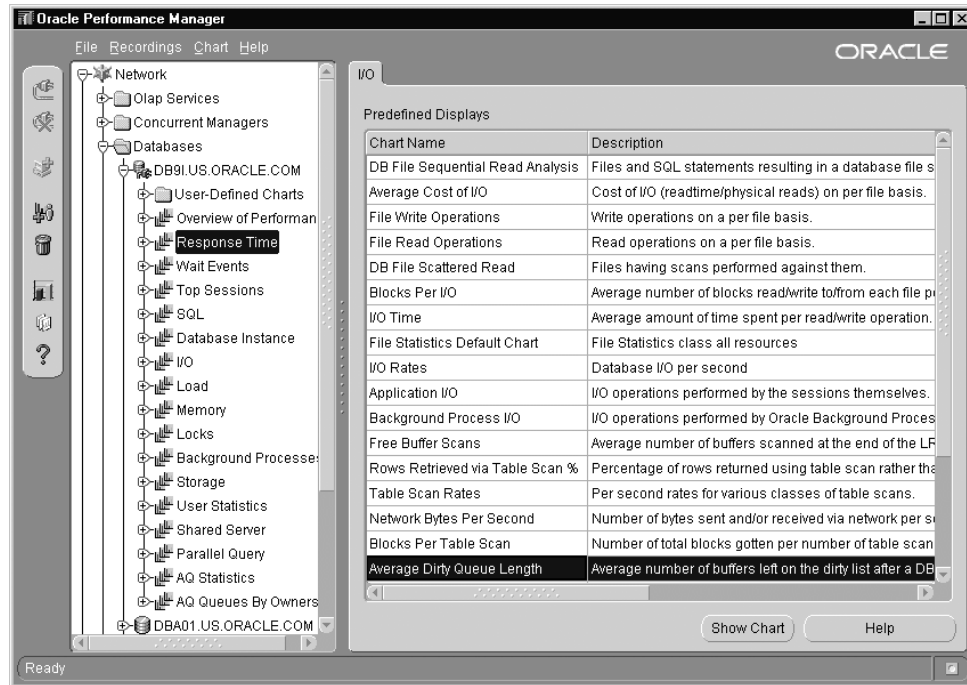 Oracle Performance Manager
File Recordings Chart Help
ORACLE
Network
Olap Services
Concurrent Managers
Databases
DB9I.US.ORACLE.COM
User-Defined Charts
Overview of Performan
Response Time
Wait Events
Top Sessions
SQL
Database Instance
I/O
Load
Memory
Locks
Background Processes
Storage
User Statistics
Shared Server
Parallel Query
AQ Statistics
AQ Queues By Owners
DBA01.US.ORACLE.COM
I/O
Predefined Displays
Chart Name Description
DB File Sequential Read Analysis Files and SQL statements resulting in a database file s
Average Cost of I/O Cost of I/O (readtime/physical reads) on per file basis.
File Write Operations Write operations on a per file basis.
File Read Operations Read operations on a per file basis.
DB File Scattered Read Files having scans performed against them.
Blocks Per I/O Average number of blocks read/write to/from each file p
I/O Time Average amount of time spent per read/write operation.
File Statistics Default Chart File Statistics class all resources
I/O Rates Database I/O per second
Application I/O I/O operations performed by the sessions themselves.
Background Process I/O I/O operations performed by Oracle Background Proces
Free Buffer Scans Average number of buffers scanned at the end of the LR
Rows Retrieved via Table Scan % Percentage of rows returned using table scan rather tha
Table Scan Rates Per second rates for various classes of table scans.
Network Bytes Per Second Number of bytes sent and/or received via network per s
Blocks Per Table Scan Number of total blocks gotten per number of table scan
Average Dirty Queue Length Average number of buffers left on the dirty list after a DB
Show Chart Help
Ready